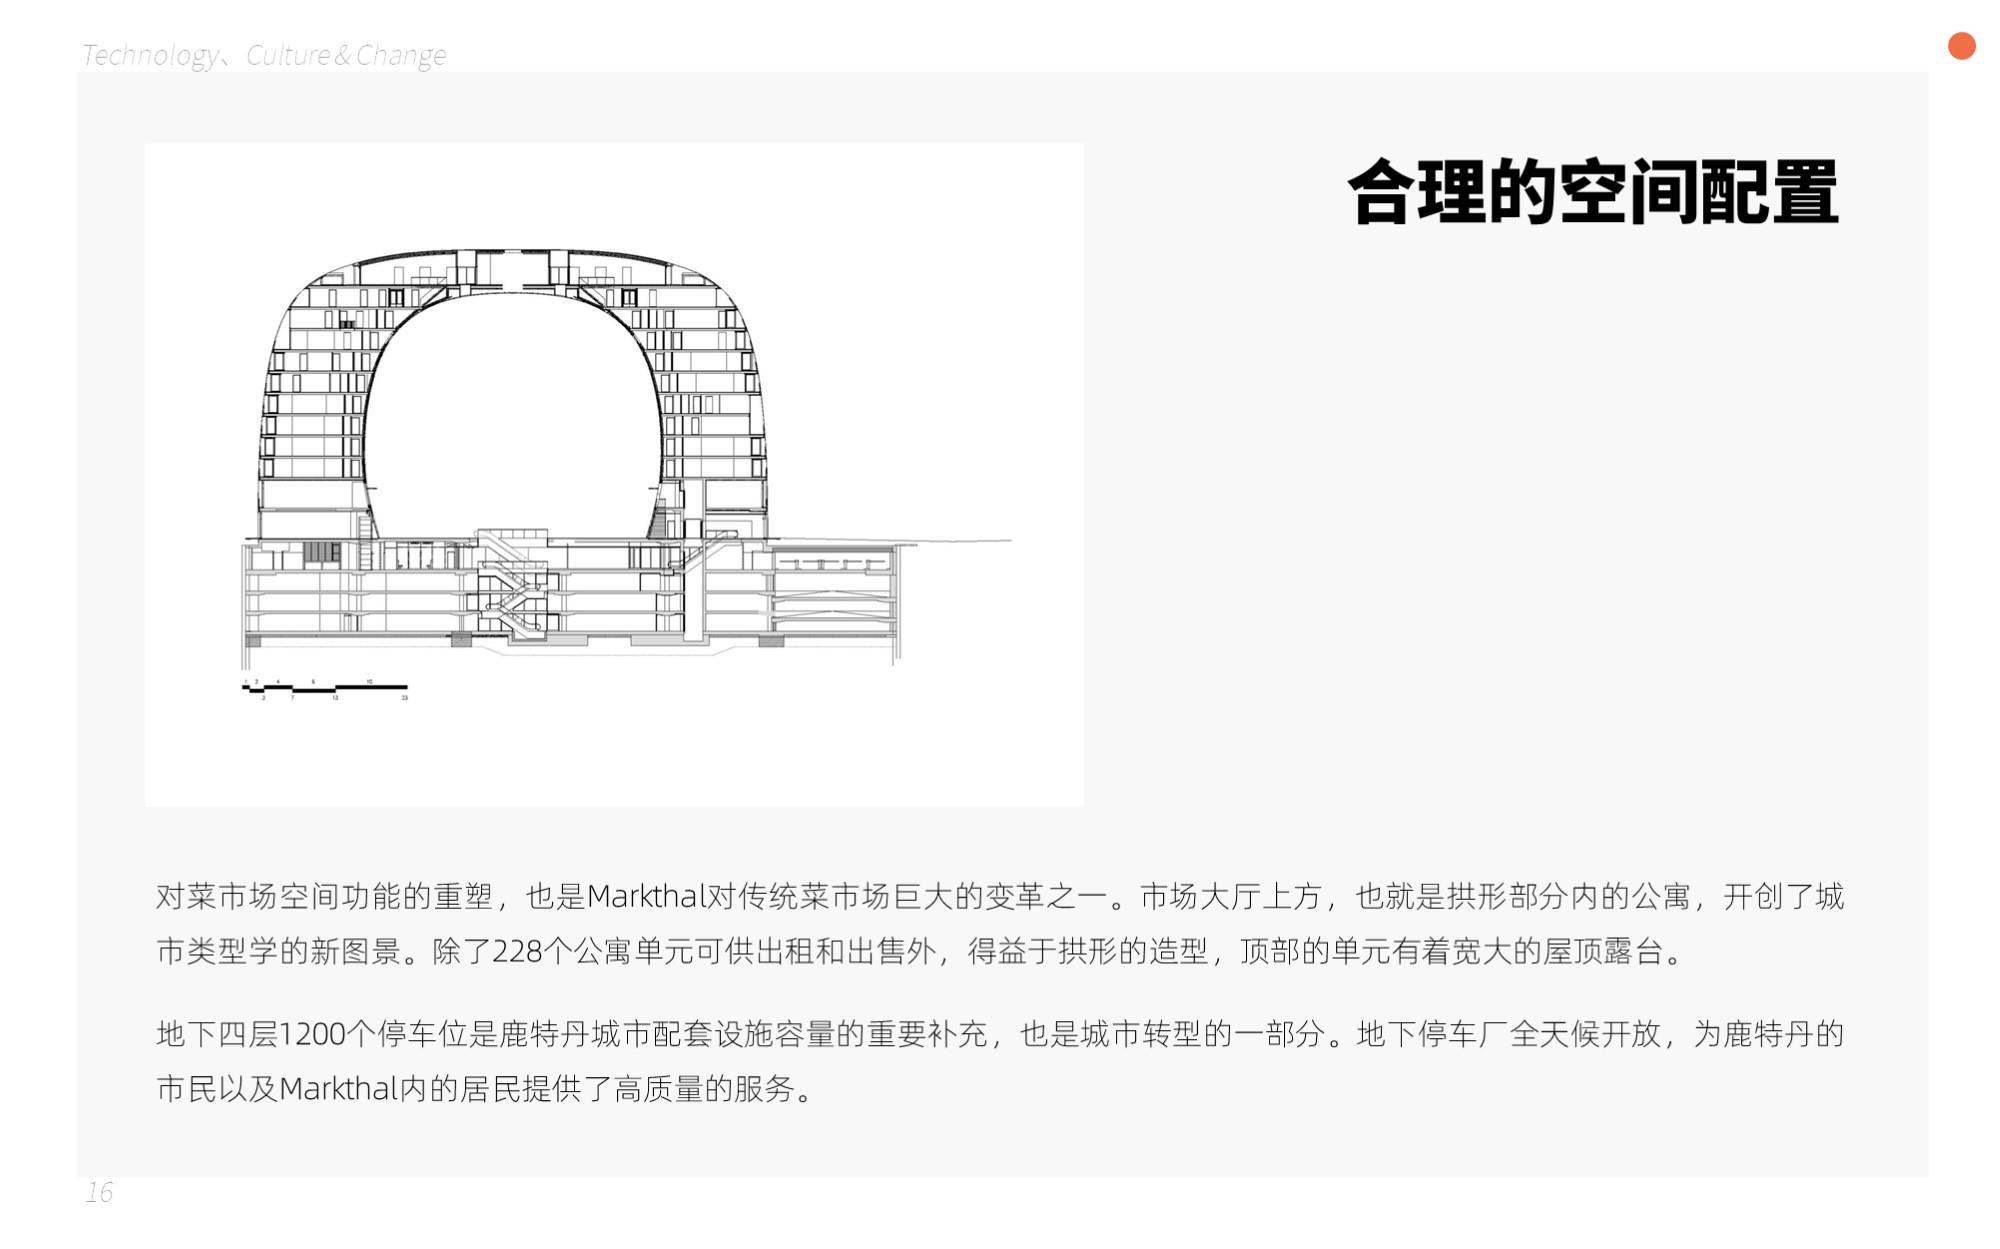 Technology、Culture&Change
合理的空间配置
1 2 4 6 10
3 7 13 23
对菜市场空间功能的重塑，也是Markthal对传统菜市场巨大的变革之一。市场大厅上方，也就是拱形部分内的公寓，开创了城
市类型学的新图景。除了228个公寓单元可供出租和出售外，得益于拱形的造型，顶部的单元有着宽大的屋顶露台。
地下四层1200个停车位是鹿特丹城市配套设施容量的重要补充，也是城市转型的一部分。地下停车厂全天候开放，为鹿特丹的
市民以及Markthal内的居民提供了高质量的服务。
16